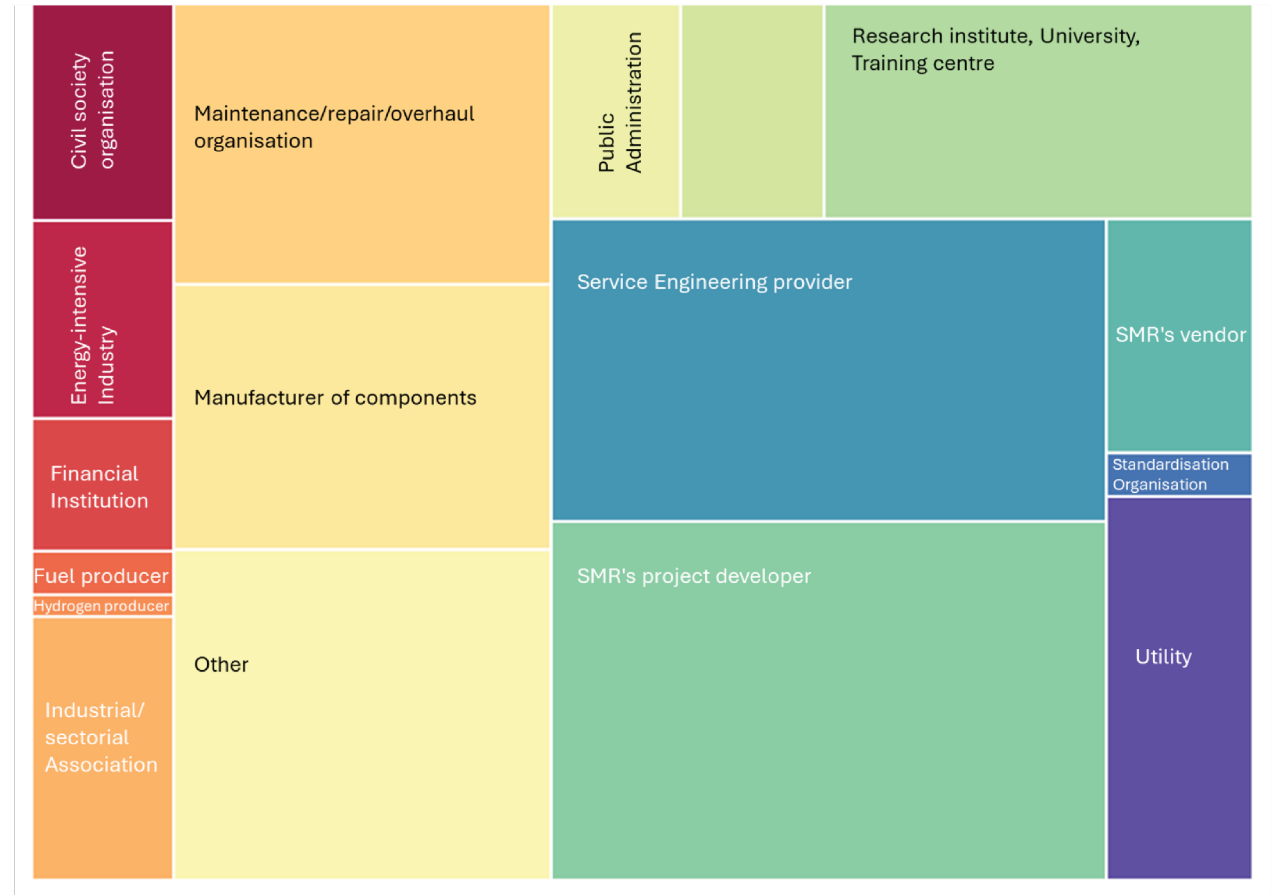 Civil society
organisation
Energy-intensive
Industry
Financial
Institution
Fuel producer
Hydrogen producer
Industrial/
sectorial
Association
Maintenance/repair/overhaul
organisation
Manufacturer of components
Other
Public
Administration
Research institute, University,
Training centre
Service Engineering provider
SMR's project developer
SMR's vendor
Standardisation
Organisation
Utility